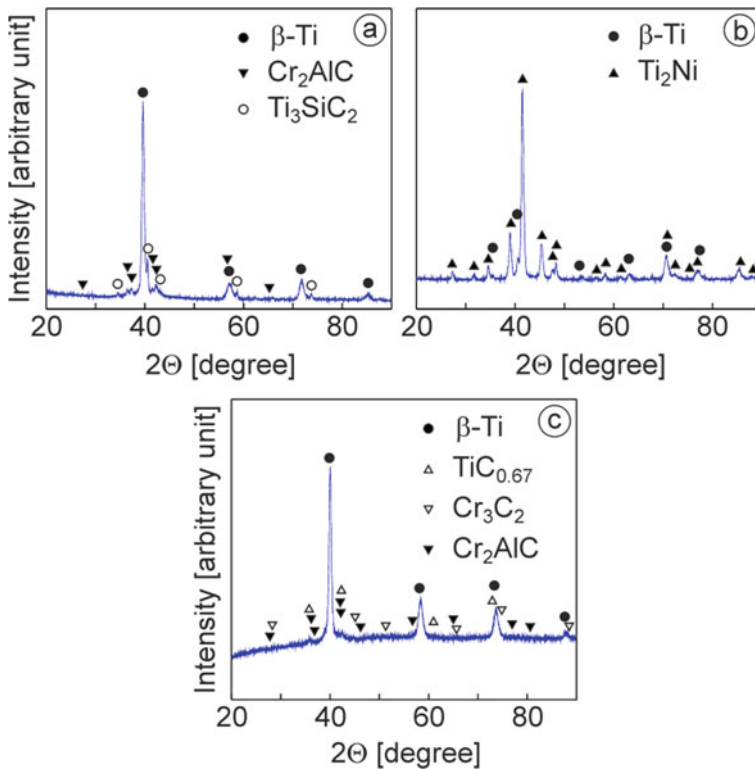 Intensity [arbitrary unit]
a
● β-Ti
▼ Cr₂AlC
○ Ti₃SiC₂
20 40 60 80
2Θ [degree]
b
● β-Ti
▲ Ti₂Ni
20 40 60 80
2Θ [degree]
Intensity [arbitrary unit]
c
● β-Ti
△ TiC₀.₆₇
▽ Cr₃C₂
▼ Cr₂AlC
20 40 60 80
2Θ [degree]